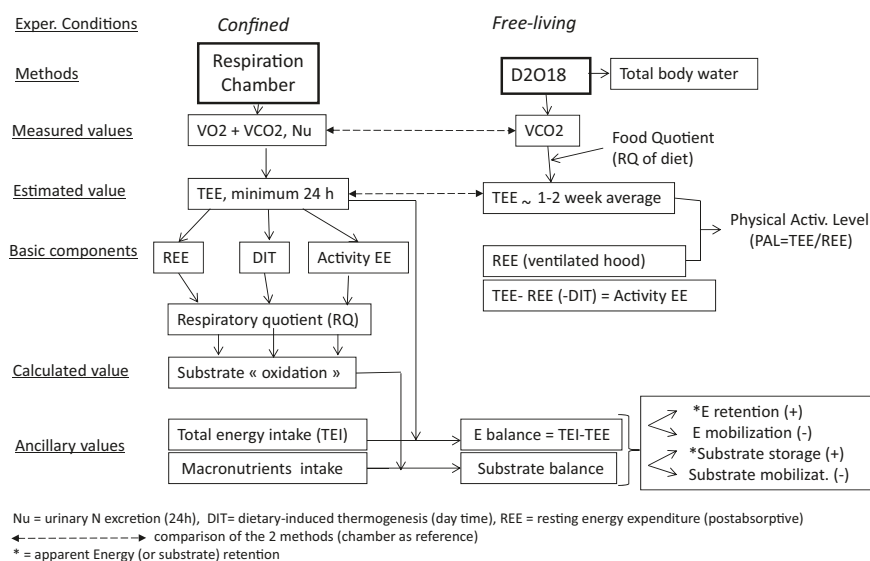 Exper. Conditions
Confined
Free-living
Methods
Respiration
Chamber
D2O18
Total body water
Measured values
VO2 + VCO2, Nu
VCO2
Food Quotient
(RQ of diet)
Estimated value
TEE, minimum 24 h
TEE ~ 1-2 week average
Physical Activ. Level
(PAL=TEE/REE)
Basic components
REE
DIT
Activity EE
REE (ventilated hood)
TEE- REE (-DIT) = Activity EE
Respiratory quotient (RQ)
Calculated value
Substrate « oxidation »
Ancillary values
Total energy intake (TEI)
E balance = TEI-TEE
Macronutrients intake
Substrate balance
*E retention (+)
E mobilization (-)
*Substrate storage (+)
Substrate mobilizat. (-)
Nu = urinary N excretion (24h), DIT= dietary-induced thermogenesis (day time), REE = resting energy expenditure (postabsorptive)
comparison of the 2 methods (chamber as reference)
* = apparent Energy (or substrate) retention